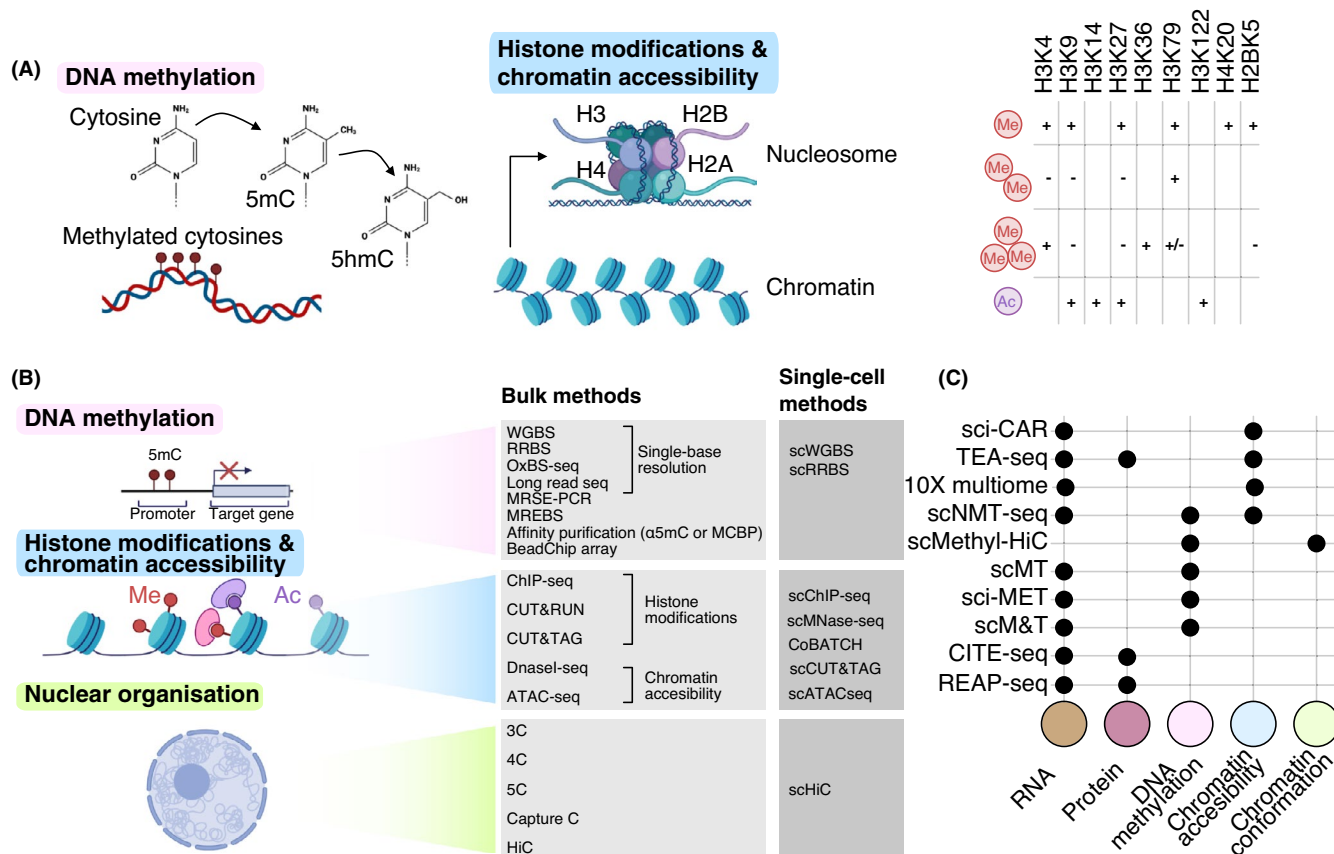 (A)
DNA methylation
Cytosine
NH₂
N
O
N
NH₂
CH₃
N
O
N
5mC
NH₂
N
OH
O
N
5hmC
Methylated cytosines
Histone modifications &
chromatin accessibility
H3
H2B
H4
H2A
Nucleosome
Chromatin
H3K4
H3K9
H3K14
H3K27
H3K36
H3K79
H3K122
H4K20
H2BK5
Me + + + + + +
Me Me - - - +
Me Me Me + - - + +/- -
Ac + + + +
(B)
DNA methylation
5mC
Promoter
Target gene
Histone modifications &
chromatin accessibility
Me
Ac
Nuclear organisation
Bulk methods
WGBS
RRBS
OxBS-seq
Long read seq
Single-base
resolution
MRSE-PCR
MREBS
Affinity purification (α5mC or MCBP)
BeadChip array
ChIP-seq
CUT&RUN
CUT&TAG
Histone
modifications
DnaseI-seq
ATAC-seq
Chromatin
accesibility
3C
4C
5C
Capture C
HiC
Single-cell
methods
scWGBS
scRRBS
scChIP-seq
scMNase-seq
CoBATCH
scCUT&TAG
scATACseq
scHiC
(C)
sci-CAR
TEA-seq
10X multiome
scNMT-seq
scMethyl-HiC
scMT
sci-MET
scM&T
CITE-seq
REAP-seq
RNA
Protein
DNA
methylation
Chromatin
accesibility
Chromatin
conformation